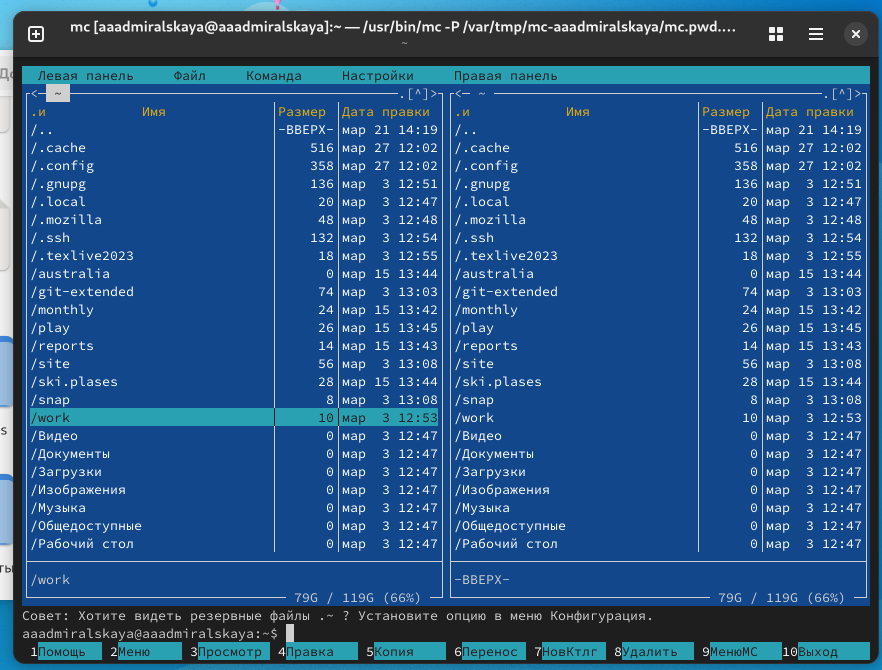 mc [aaadmiralskaya@aaadmiralskaya]:~ — /usr/bin/mc -P /var/tmp/mc-aaadmiralskaya/mc.pwd....
~
Левая панель Файл Команда Настройки Правая панель
<─ ~ ─.[^]> <─ ~ ─.[^]>
.и Имя Размер Дата правки .и Имя Размер Дата правки
/.. -ВВЕРХ- мар 21 14:19 /.. -ВВЕРХ- мар 21 14:19
/.cache 516 мар 27 12:02 /.cache 516 мар 27 12:02
/.config 358 мар 27 12:02 /.config 358 мар 27 12:02
/.gnupg 136 мар 3 12:51 /.gnupg 136 мар 3 12:51
/.local 20 мар 3 12:47 /.local 20 мар 3 12:47
/.mozilla 48 мар 3 12:48 /.mozilla 48 мар 3 12:48
/.ssh 132 мар 3 12:54 /.ssh 132 мар 3 12:54
/.texlive2023 18 мар 3 12:55 /.texlive2023 18 мар 3 12:55
/australia 0 мар 15 13:44 /australia 0 мар 15 13:44
/git-extended 74 мар 3 13:03 /git-extended 74 мар 3 13:03
/monthly 24 мар 15 13:42 /monthly 24 мар 15 13:42
/play 26 мар 15 13:45 /play 26 мар 15 13:45
/reports 14 мар 15 13:43 /reports 14 мар 15 13:43
/site 56 мар 3 13:08 /site 56 мар 3 13:08
/ski.plases 28 мар 15 13:44 /ski.plases 28 мар 15 13:44
/snap 8 мар 3 13:08 /snap 8 мар 3 13:08
/work 10 мар 3 12:53 /work 10 мар 3 12:53
/Видео 0 мар 3 12:47 /Видео 0 мар 3 12:47
/Документы 0 мар 3 12:47 /Документы 0 мар 3 12:47
/Загрузки 0 мар 3 12:47 /Загрузки 0 мар 3 12:47
/Изображения 0 мар 3 12:47 /Изображения 0 мар 3 12:47
/Музыка 0 мар 3 12:47 /Музыка 0 мар 3 12:47
/Общедоступные 0 мар 3 12:47 /Общедоступные 0 мар 3 12:47
/Рабочий стол 0 мар 3 12:47 /Рабочий стол 0 мар 3 12:47
/work -ВВЕРХ-
79G / 119G (66%) 79G / 119G (66%)
Совет: Хотите видеть резервные файлы .~ ? Установите опцию в меню Конфигурация.
aaadmiralskaya@aaadmiralskaya:~$
1Помощь 2Меню 3Просмотр 4Правка 5Копия 6Перенос 7НовКтлг 8Удалить 9МенюМС 10Выход